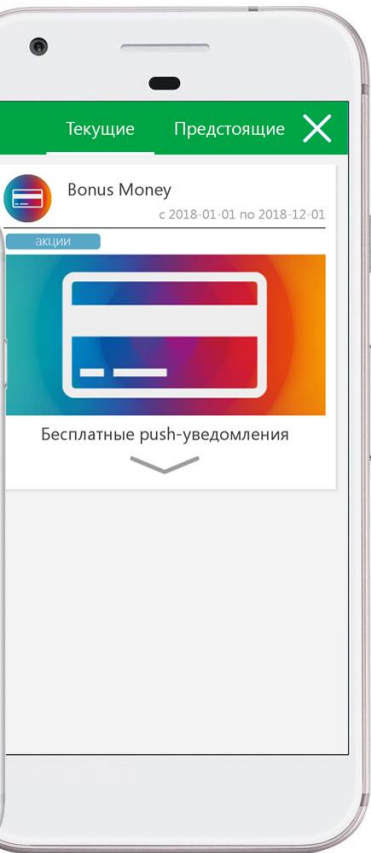 Текущие Предстоящие
Bonus Money
с 2018-01-01 по 2018-12-01
акции
Бесплатные push-уведомления